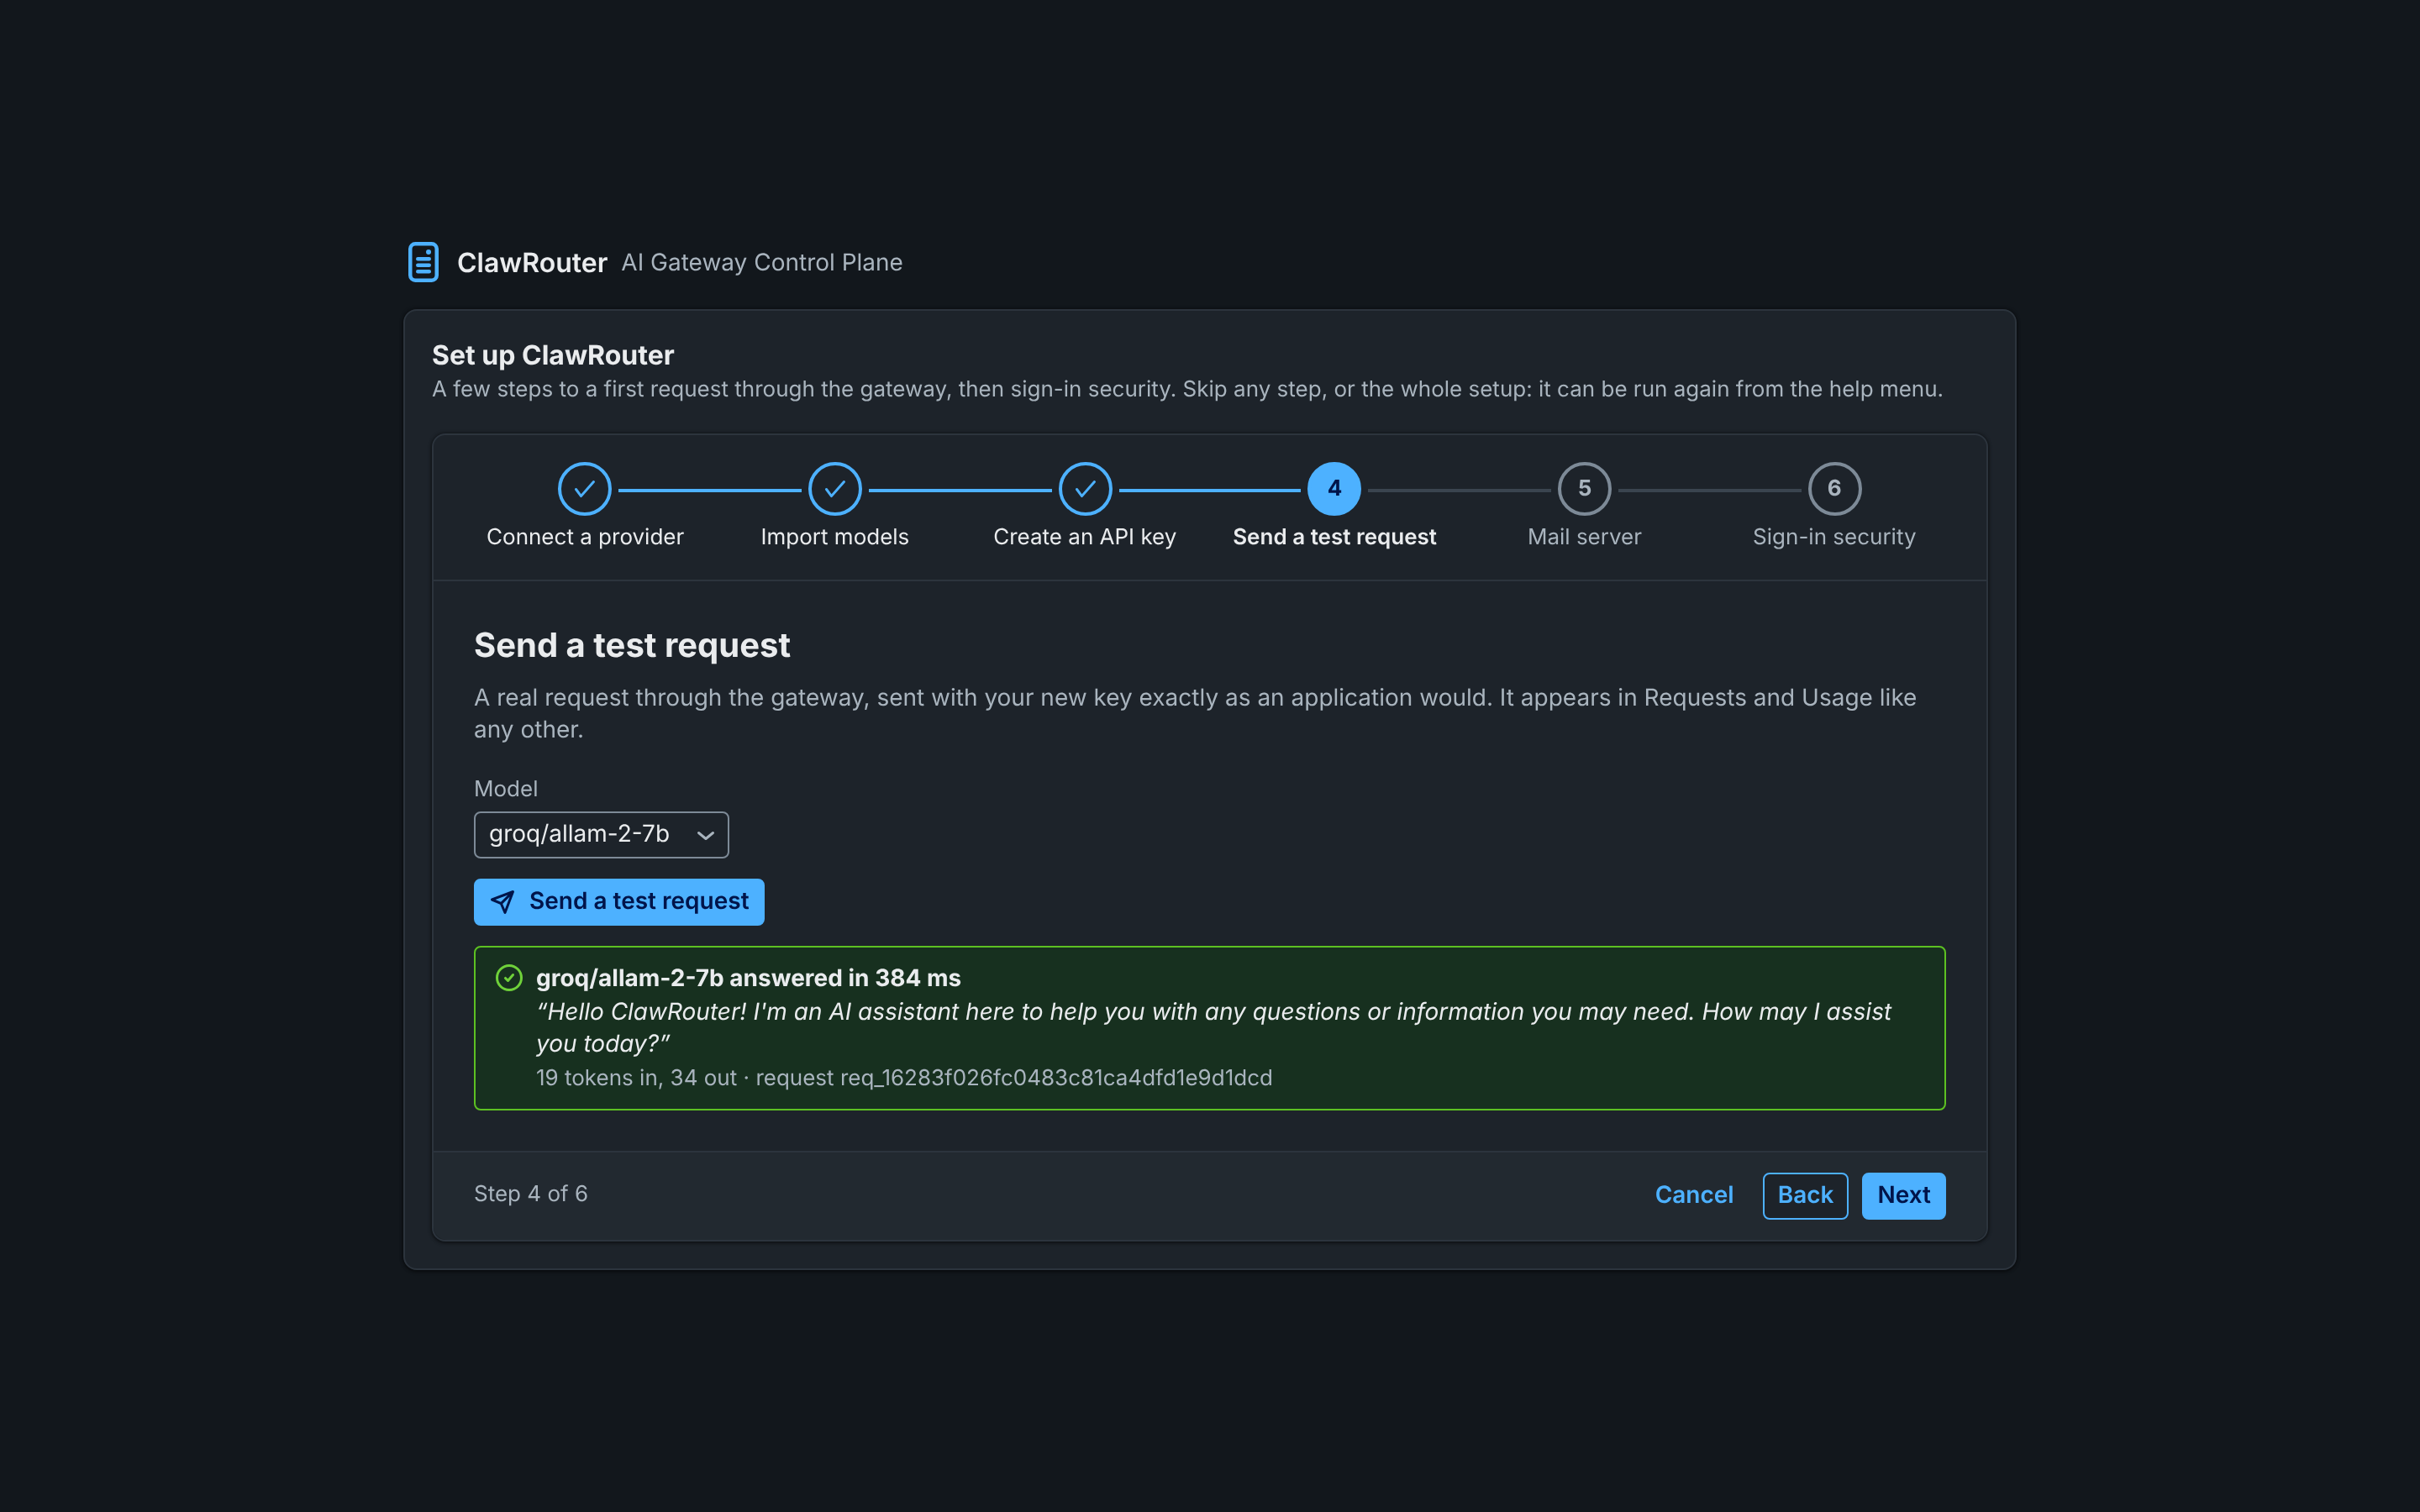 ClawRouter AI Gateway Control Plane
Set up ClawRouter
A few steps to a first request through the gateway, then sign-in security. Skip any step, or the whole setup: it can be run again from the help menu.
4
5
6
Connect a provider
Import models
Create an API key
Send a test request
Mail server
Sign-in security
Send a test request
A real request through the gateway, sent with your new key exactly as an application would. It appears in Requests and Usage like
any other.
Model
groq/allam-2-7b
Send a test request
groq/allam-2-7b answered in 384 ms
“Hello ClawRouter! I'm an AI assistant here to help you with any questions or information you may need. How may I assist
you today?”
19 tokens in, 34 out · request req_16283f026fc0483c81ca4dfd1e9d1dcd
Step 4 of 6
Cancel
Back
Next